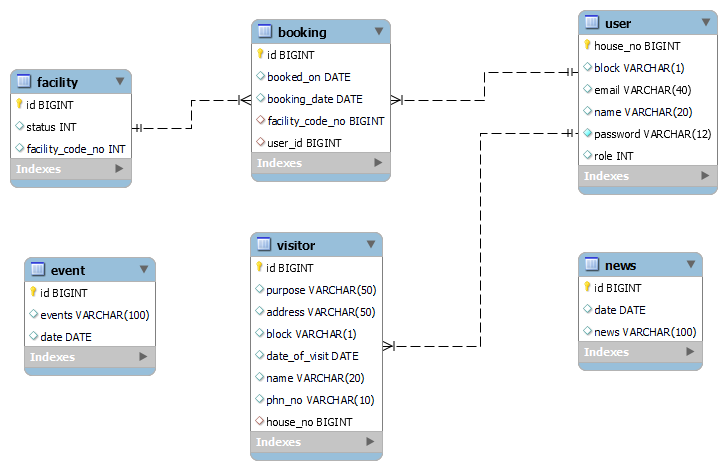 facility
id BIGINT
status INT
facility_code_no INT
Indexes
booking
id BIGINT
booked_on DATE
booking_date DATE
facility_code_no BIGINT
user_id BIGINT
Indexes
user
house_no BIGINT
block VARCHAR(1)
email VARCHAR(40)
name VARCHAR(20)
password VARCHAR(12)
role INT
Indexes
event
id BIGINT
events VARCHAR(100)
date DATE
Indexes
visitor
id BIGINT
purpose VARCHAR(50)
address VARCHAR(50)
block VARCHAR(1)
date_of_visit DATE
name VARCHAR(20)
phn_no VARCHAR(10)
house_no BIGINT
Indexes
news
id BIGINT
date DATE
news VARCHAR(100)
Indexes